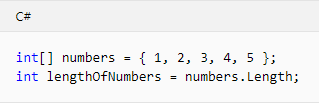 C#
int[] numbers = { 1, 2, 3, 4, 5 };
int lengthOfNumbers = numbers.Length;